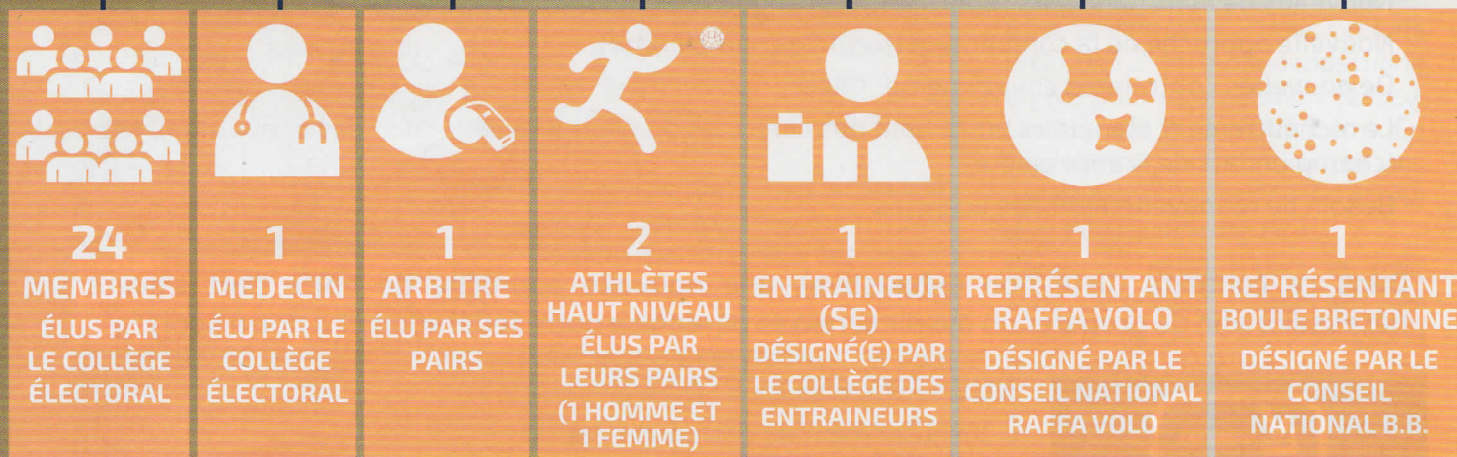 24
MEMBRES
ÉLUS PAR
LE COLLÈGE
ÉLECTORAL
1
MEDECIN
ÉLU PAR LE
COLLÈGE
ÉLECTORAL
1
ARBITRE
ÉLU PAR SES
PAIRS
2
ATHLÈTES
HAUT NIVEAU
ÉLUS PAR
LEURS PAIRS
(1 HOMME ET
1 FEMME)
1
ENTRAINEUR
(SE)
DÉSIGNÉ(E) PAR
LE COLLÈGE DES
ENTRAINEURS
1
REPRÉSENTANT
RAFFA VOLO
DÉSIGNÉ PAR LE
CONSEIL NATIONAL
RAFFA VOLO
1
REPRÉSENTANT
BOULE BRETONNE
DÉSIGNÉ PAR LE
CONSEIL
NATIONAL B.B.